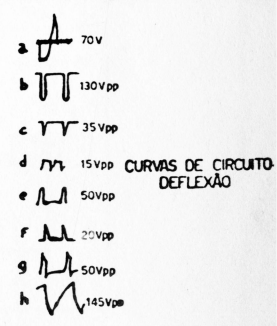 a 70V
b 130Vpp
c 35Vpp
d 15Vpp
CURVAS DE CIRCUITO-
DEFLEXÃO
e 50Vpp
f 20Vpp
g 50Vpp
h 145Vpp